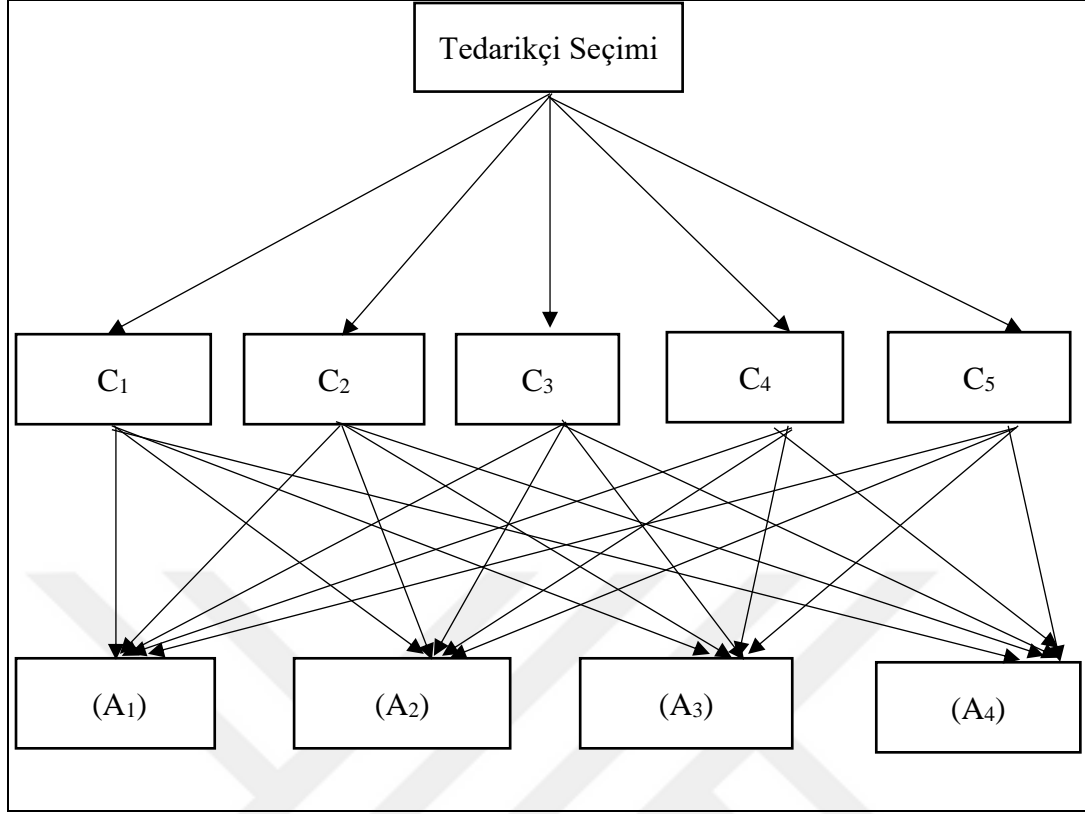 Tedarikçi Seçimi
C₁ C₂ C₃ C₄ C₅
(A₁) (A₂) (A₃) (A₄)